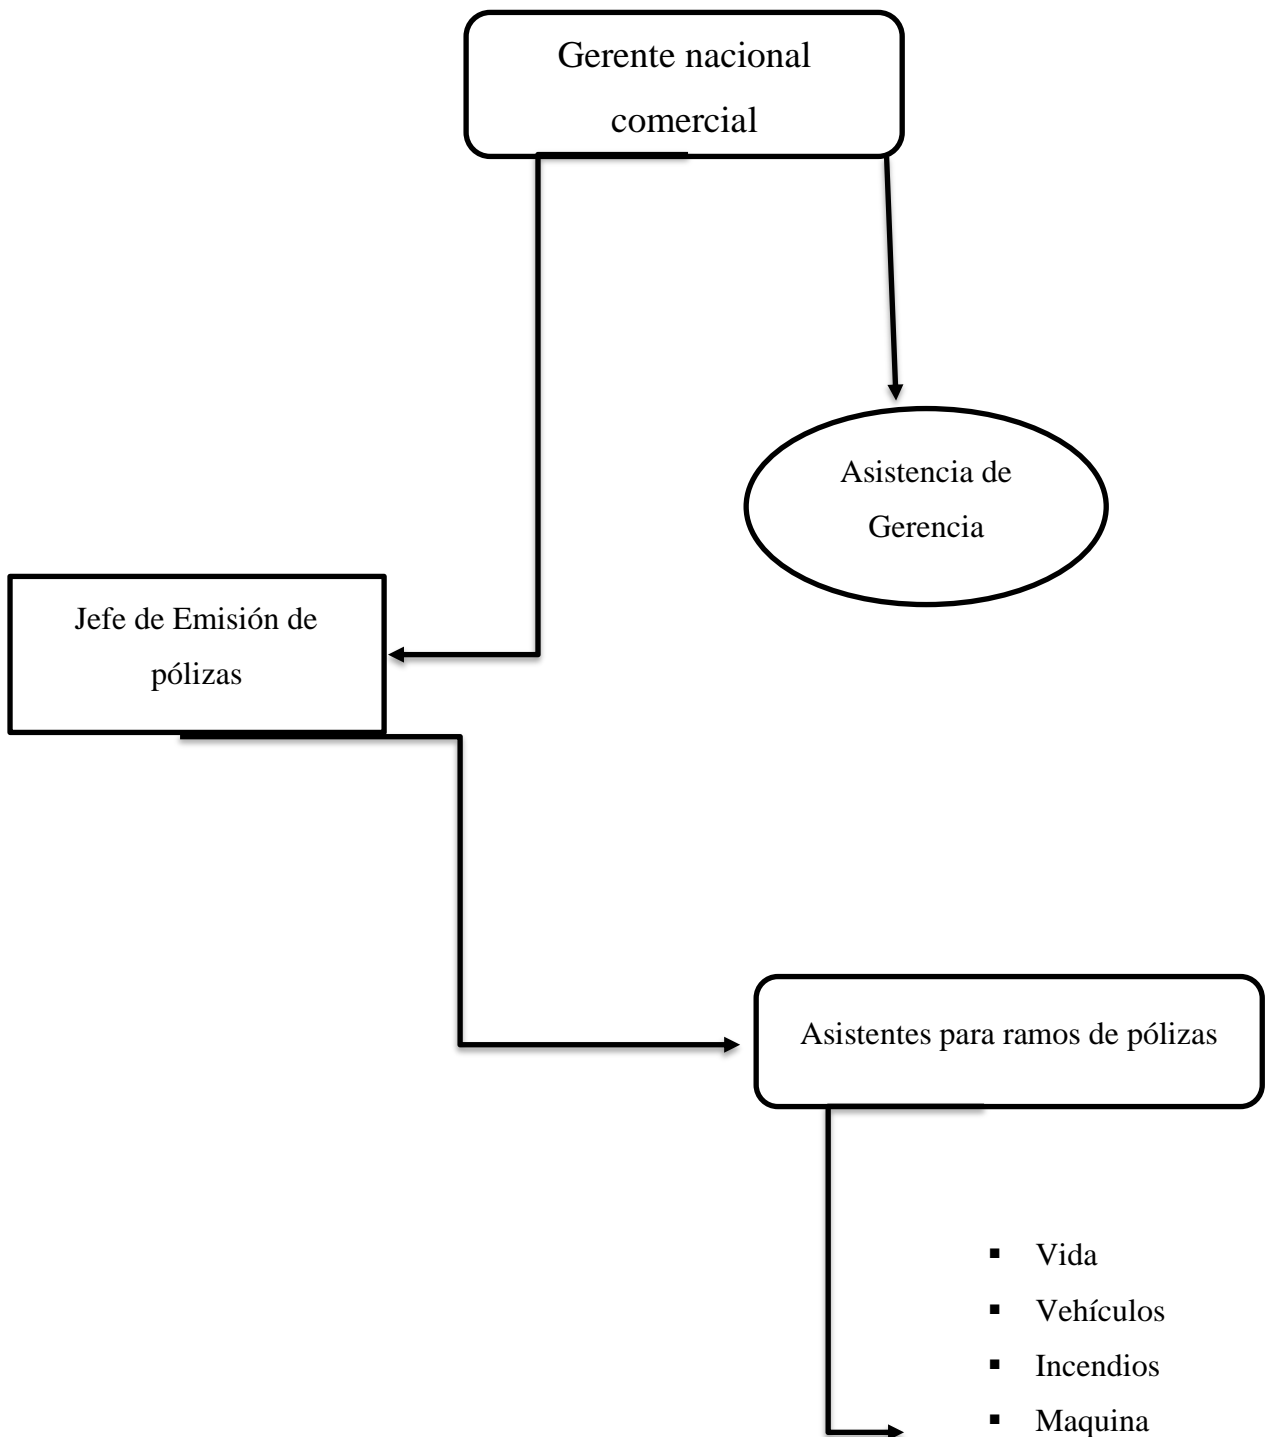 Gerente nacional
comercial
Asistencia de
Gerencia
Jefe de Emisión de
pólizas
Asistentes para ramos de pólizas
▪ Vida
▪ Vehículos
▪ Incendios
▪ Maquina